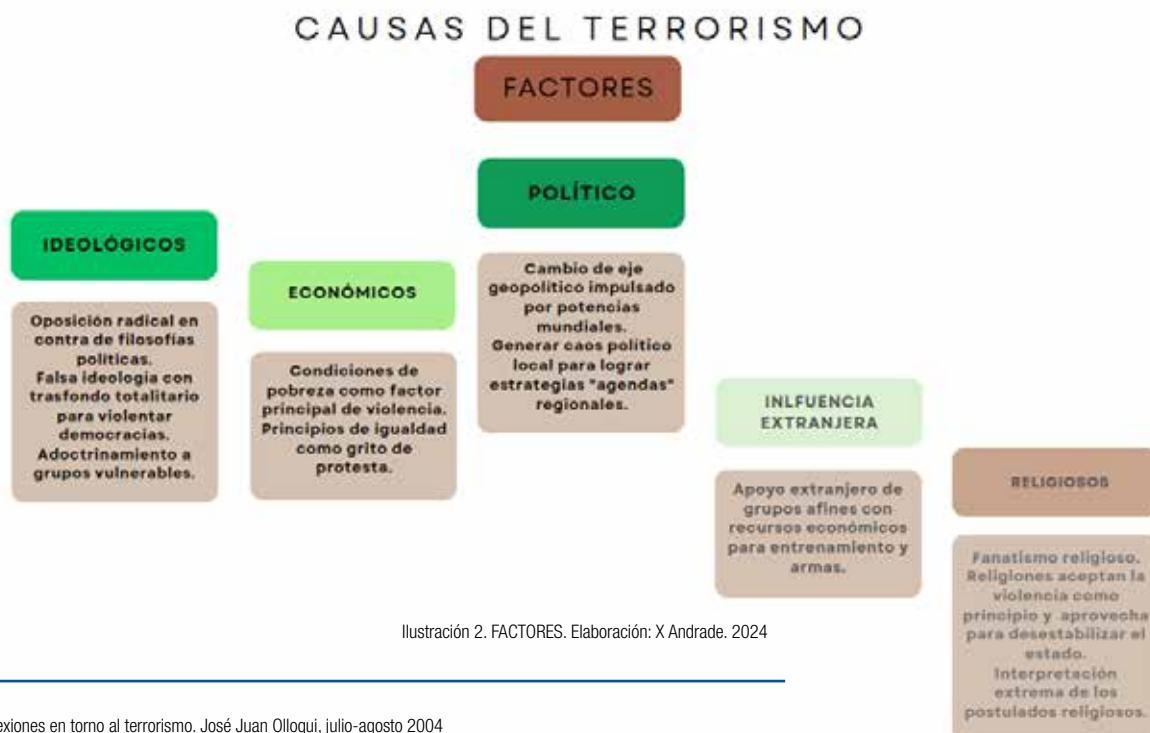 CAUSAS DEL TERRORISMO
FACTORES
IDEOLÓGICOS
Oposición radical en
contra de filosofías
políticas.
Falsa ideología con
trasfondo totalitario
para violentar
democracias.
Adoctrinamiento a
grupos vulnerables.
ECONÓMICOS
Condiciones de
pobreza como factor
principal de violencia.
Principios de igualdad
como grito de
protesta.
POLÍTICO
Cambio de eje
geopolítico impulsado
por potencias
mundiales.
Generar caos político
local para lograr
estrategias "agendas"
regionales.
INLFUENCIA
EXTRANJERA
Apoyo extranjero de
grupos afines con
recursos económicos
para entrenamiento y
armas.
RELIGIOSOS
Fanatismo religioso.
Religiones aceptan la
violencia como
principio y aprovecha
para desestabilizar el
estado.
Interpretación
extrema de los
postulados religiosos.
Ilustración 2. FACTORES. Elaboración: X Andrade. 2024
exiones en torno al terrorismo. José Juan Olloqui, julio-agosto 2004